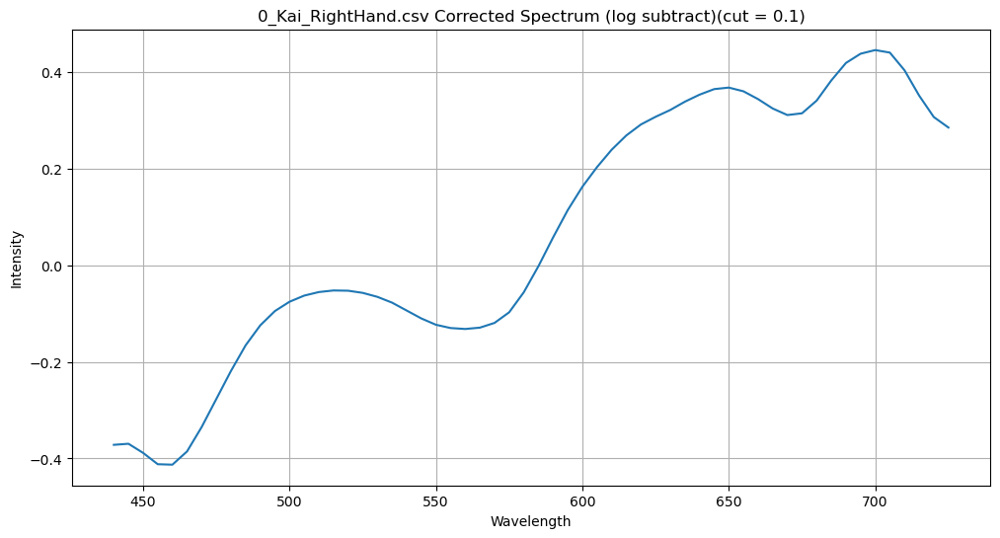 0_Kai_RightHand.csv Corrected Spectrum (log subtract)(cut = 0.1)
Intensity
0.4
0.2
0.0
−0.2
−0.4
450 500 550 600 650 700
Wavelength